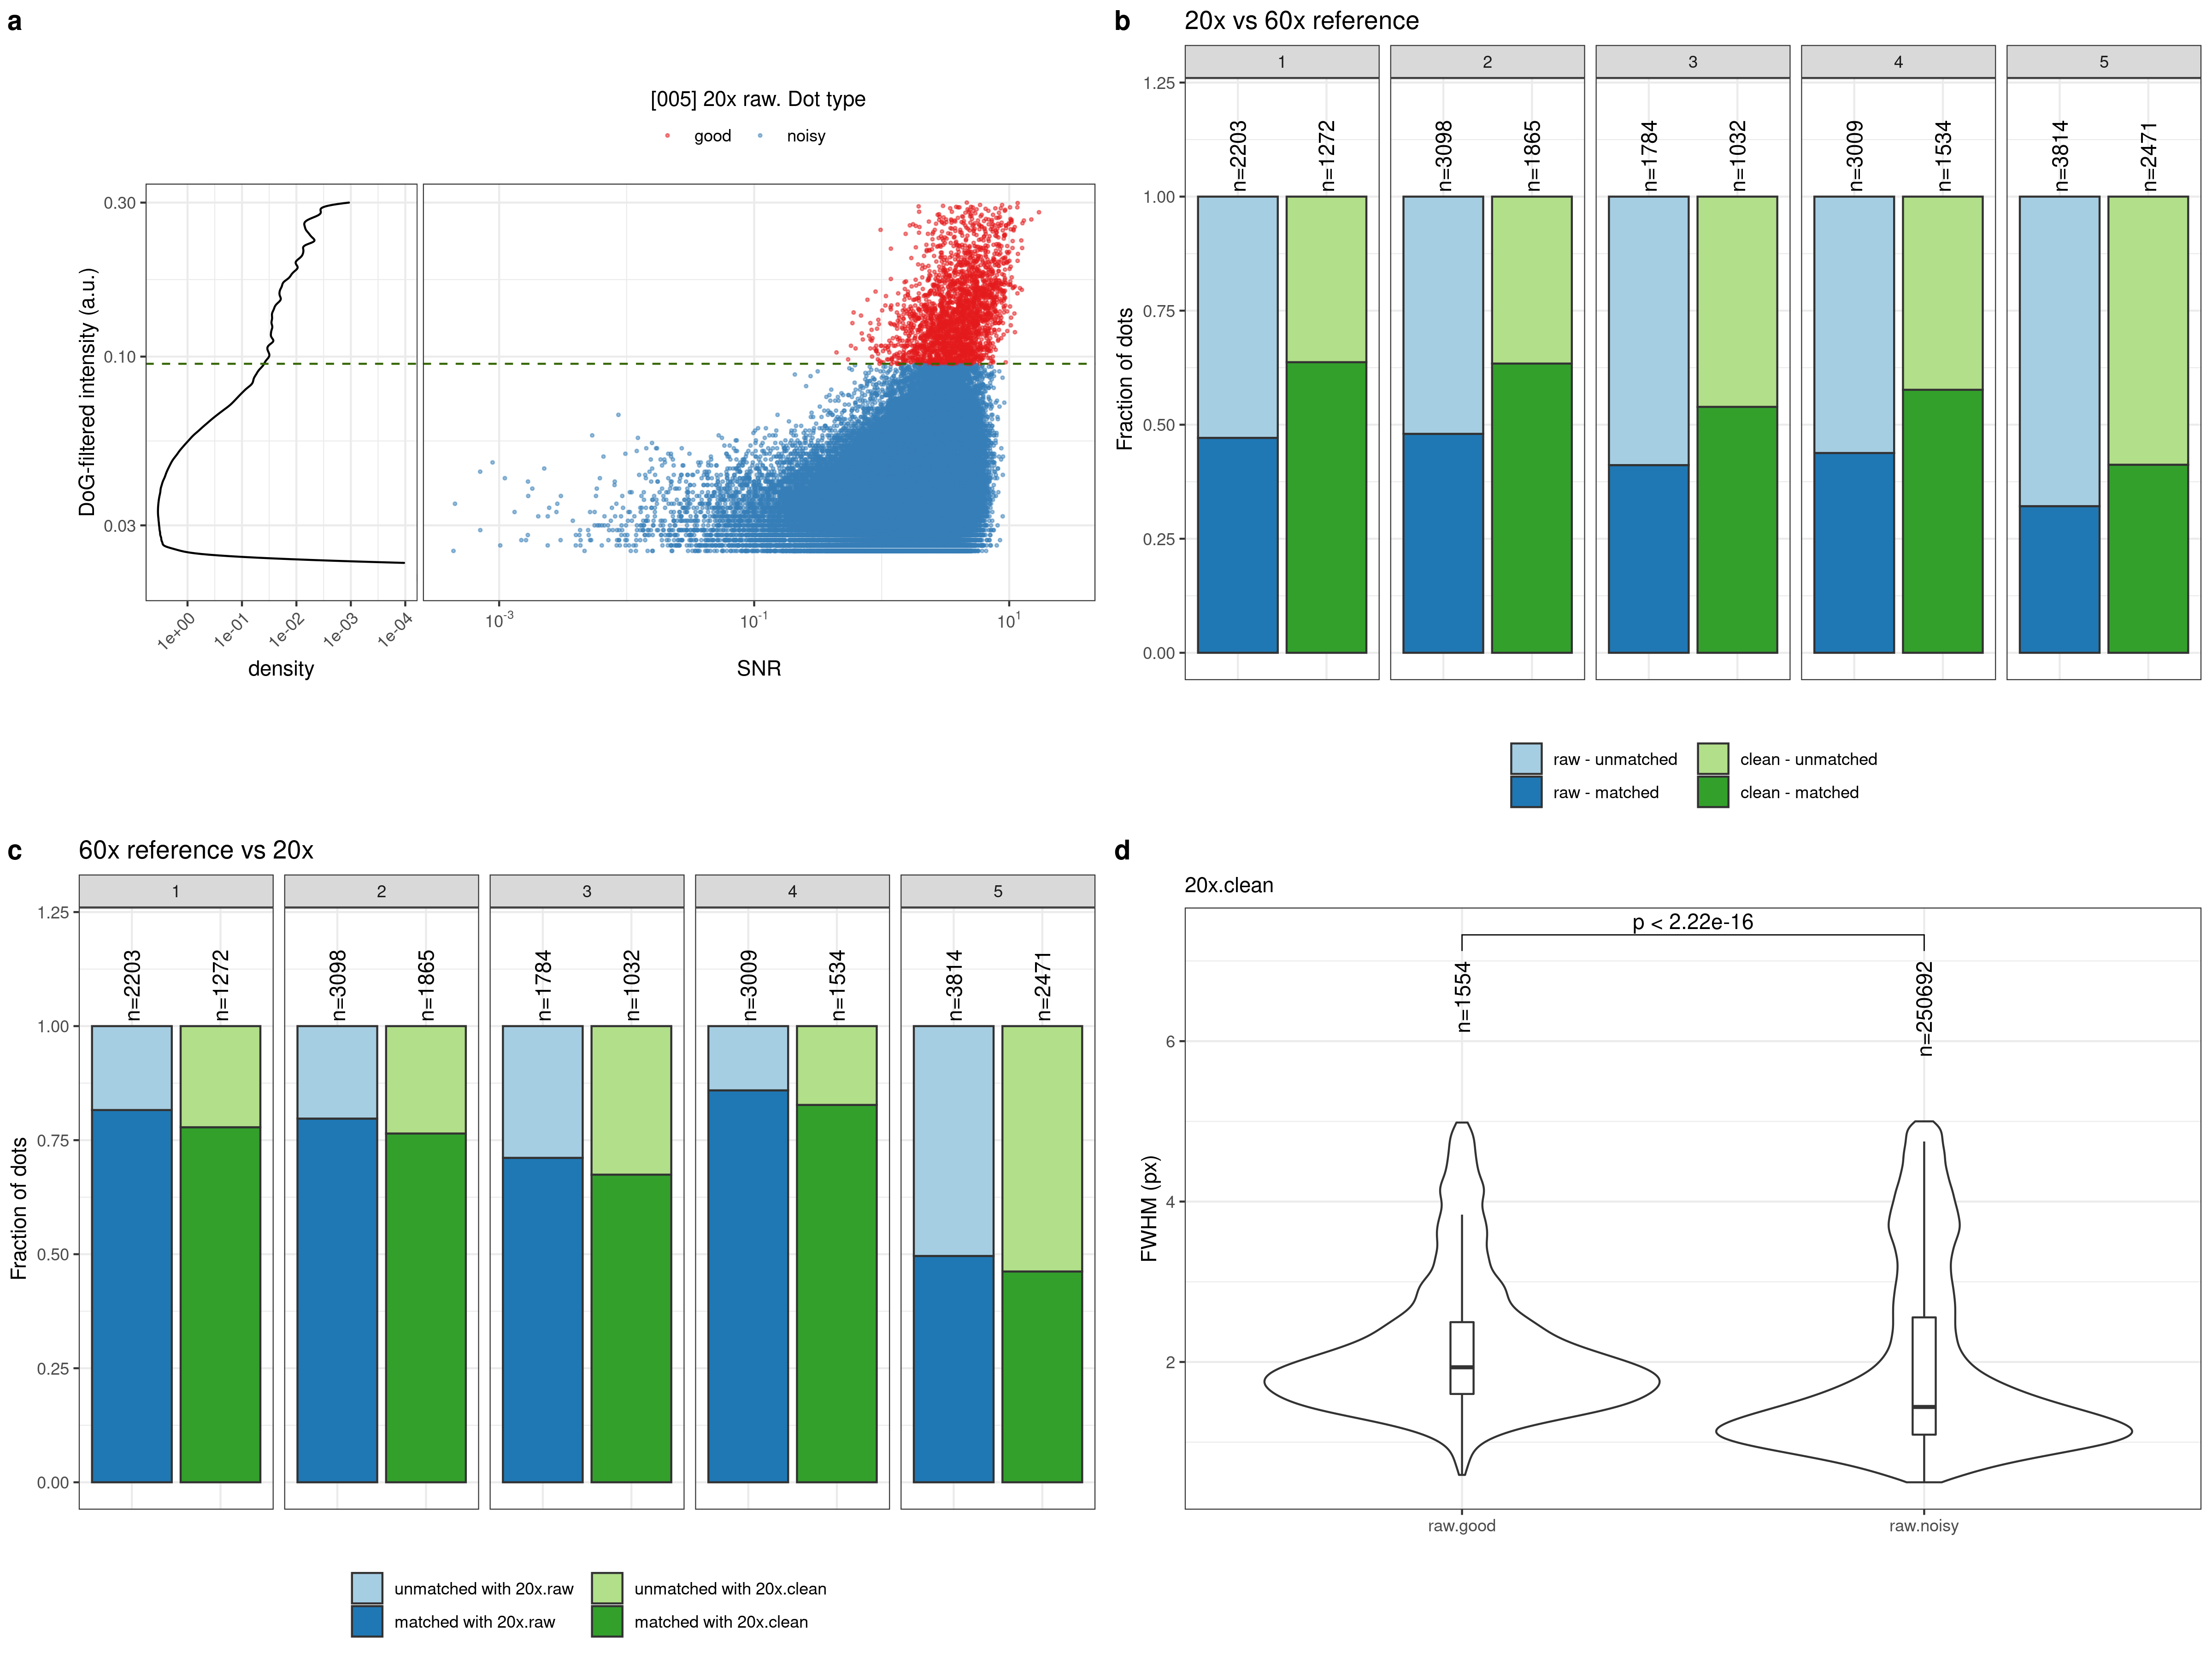 a
[005] 20x raw. Dot type
good noisy
DoG-filtered intensity (a.u.)
0.30
0.10
0.03
1e+00 1e-01 1e-02 1e-03 1e-04
10-3 10-1 101
density SNR
b
20x vs 60x reference
1 2 3 4 5
Fraction of dots
1.25
1.00
0.75
0.50
0.25
0.00
n=2203 n=1272 n=3098 n=1865 n=1784 n=1032 n=3009 n=1534 n=3814 n=2471
raw - unmatched clean - unmatched
raw - matched clean - matched
c
60x reference vs 20x
1 2 3 4 5
Fraction of dots
1.25
1.00
0.75
0.50
0.25
0.00
n=2203 n=1272 n=3098 n=1865 n=1784 n=1032 n=3009 n=1534 n=3814 n=2471
unmatched with 20x.raw unmatched with 20x.clean
matched with 20x.raw matched with 20x.clean
d
20x.clean
p < 2.22e-16
n=1554 n=250692
FWHM (px)
6
4
2
raw.good raw.noisy